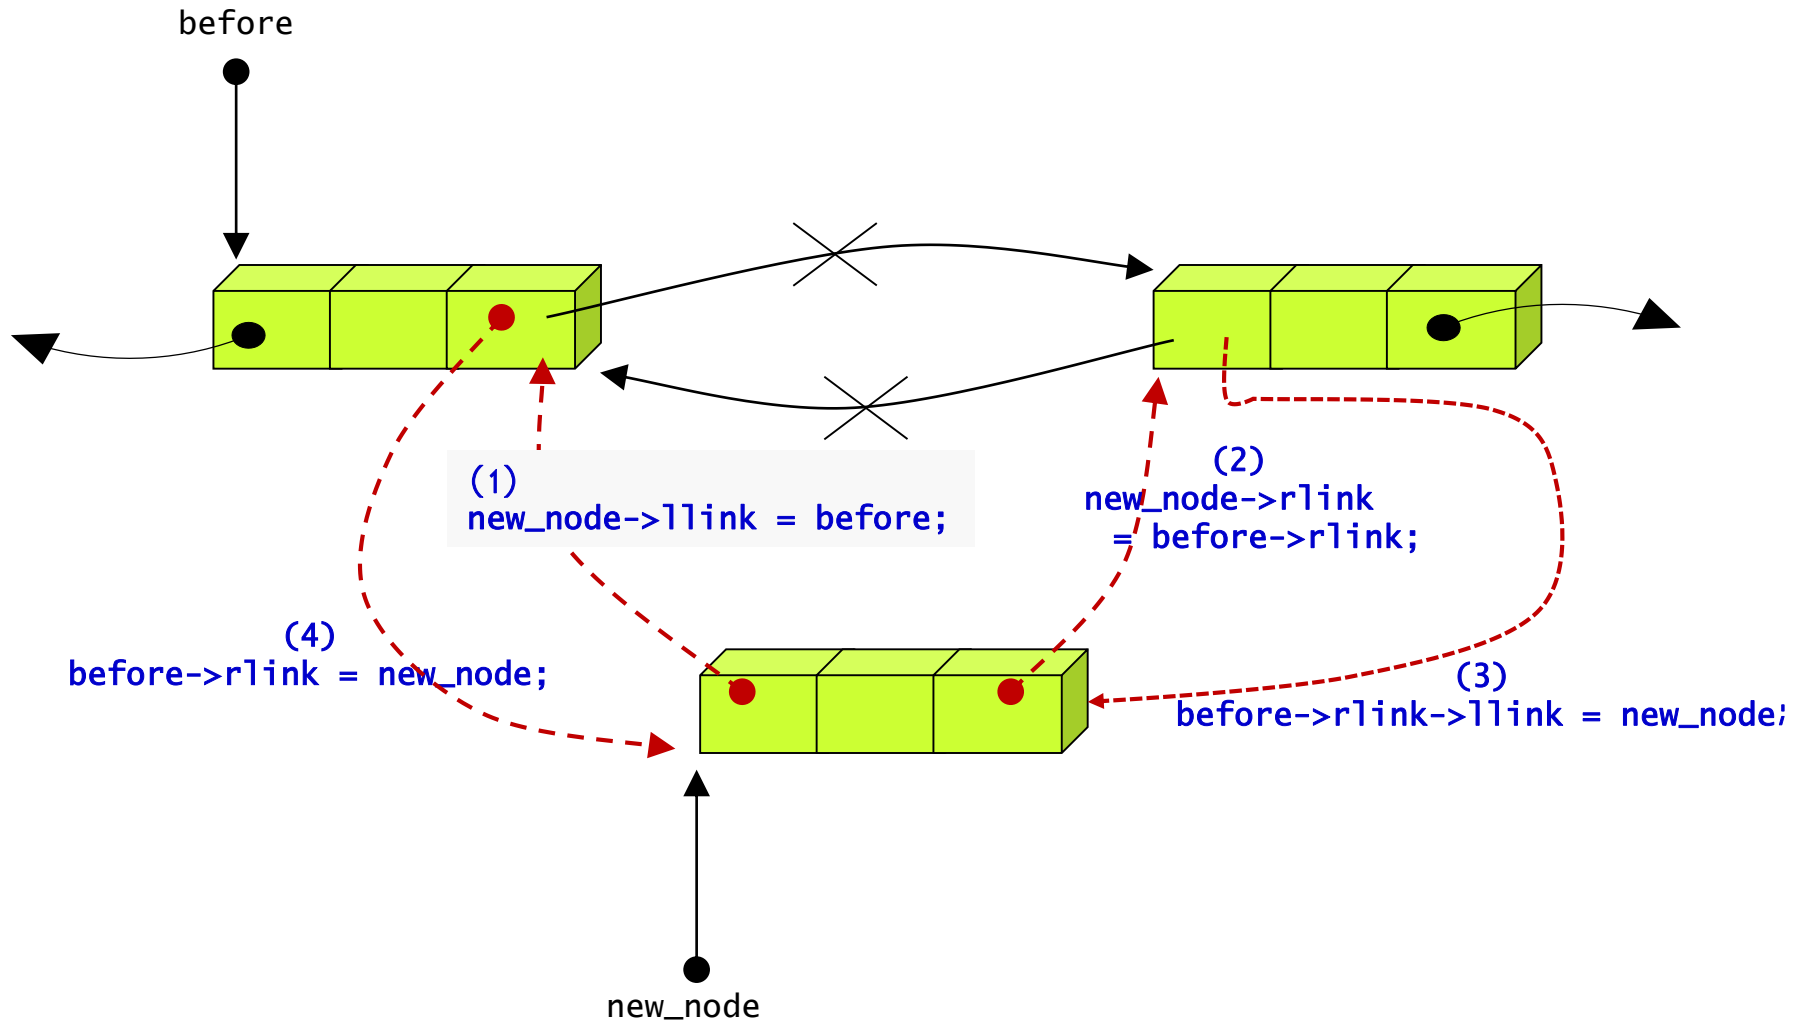 before
(1)
new_node->llink = before;
(2)
new_node->rlink
= before->rlink;
(4)
before->rlink = new_node;
(3)
before->rlink->llink = new_node;
new_node